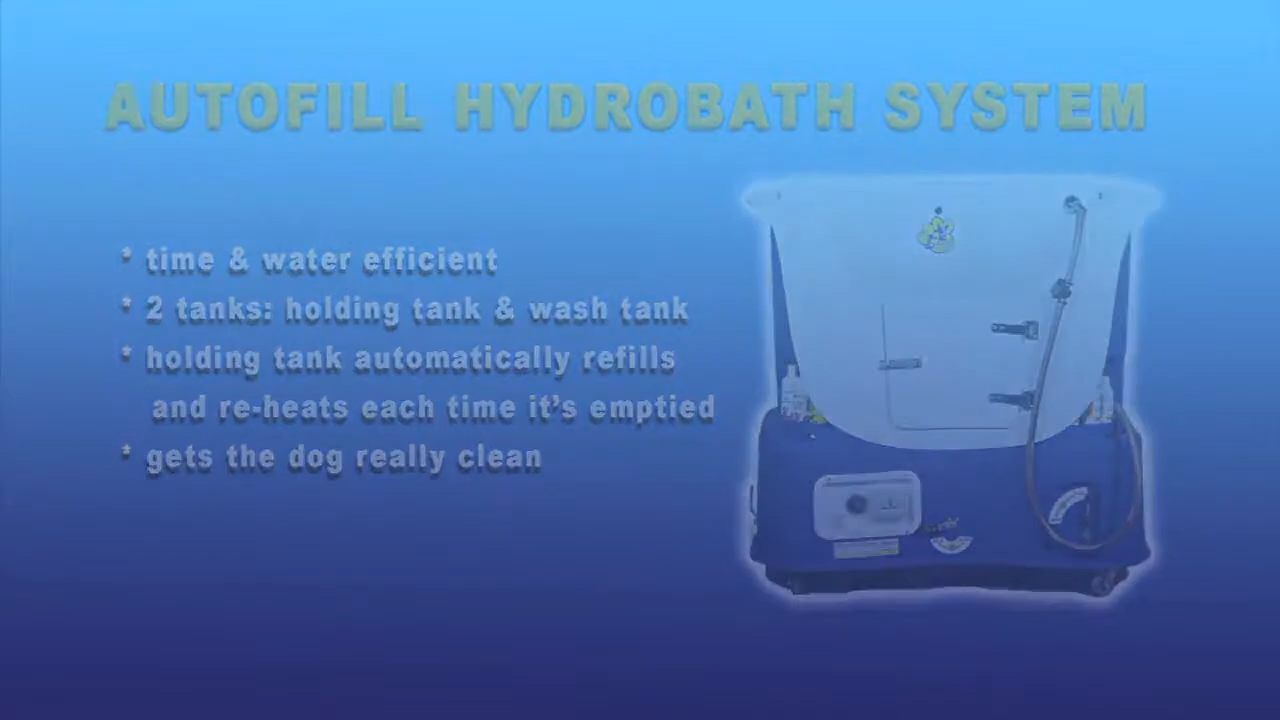 AUTOFILL HYDROBATH SYSTEM
* time & water efficient
* 2 tanks: holding tank & wash tank
* holding tank automatically refills
and re-heats each time it's emptied
* gets the dog really clean